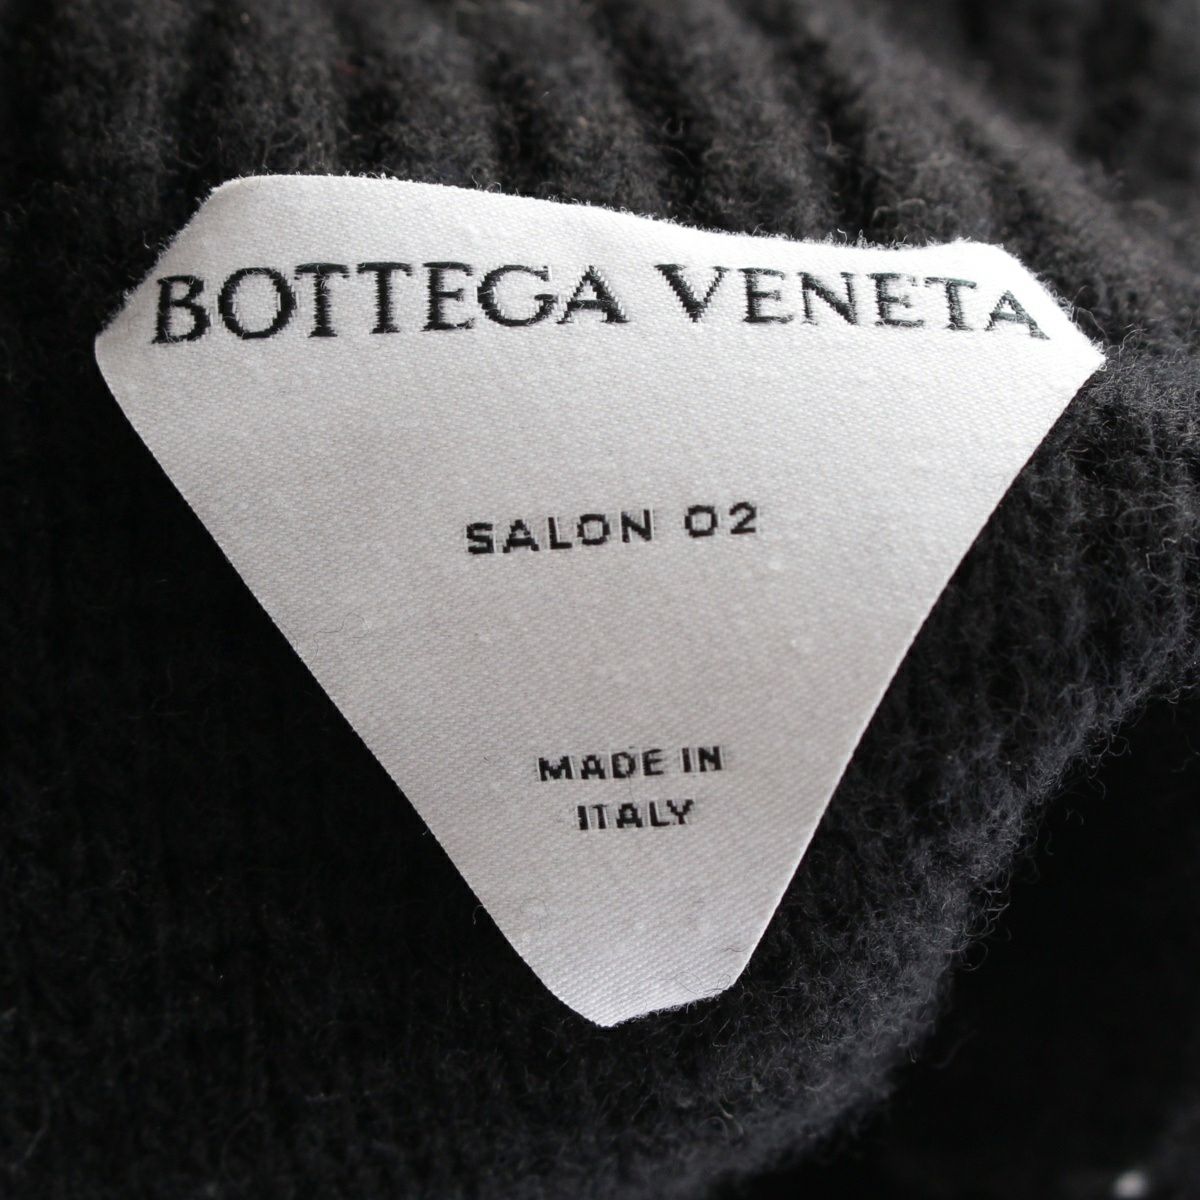 BOTTEGA VENETA
SALON 02
MADE IN
ITALY